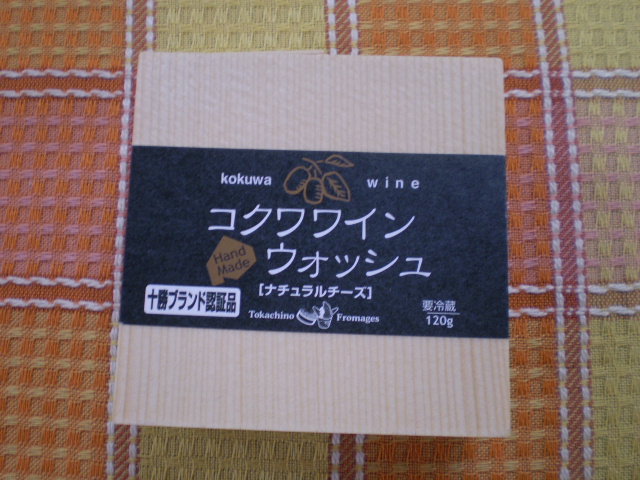 kokuwa wine
コクワワイン
Hand Made
ウォッシュ
[ナチュラルチーズ]
十勝ブランド認証品
Tokachino Fromages
要冷蔵
120g